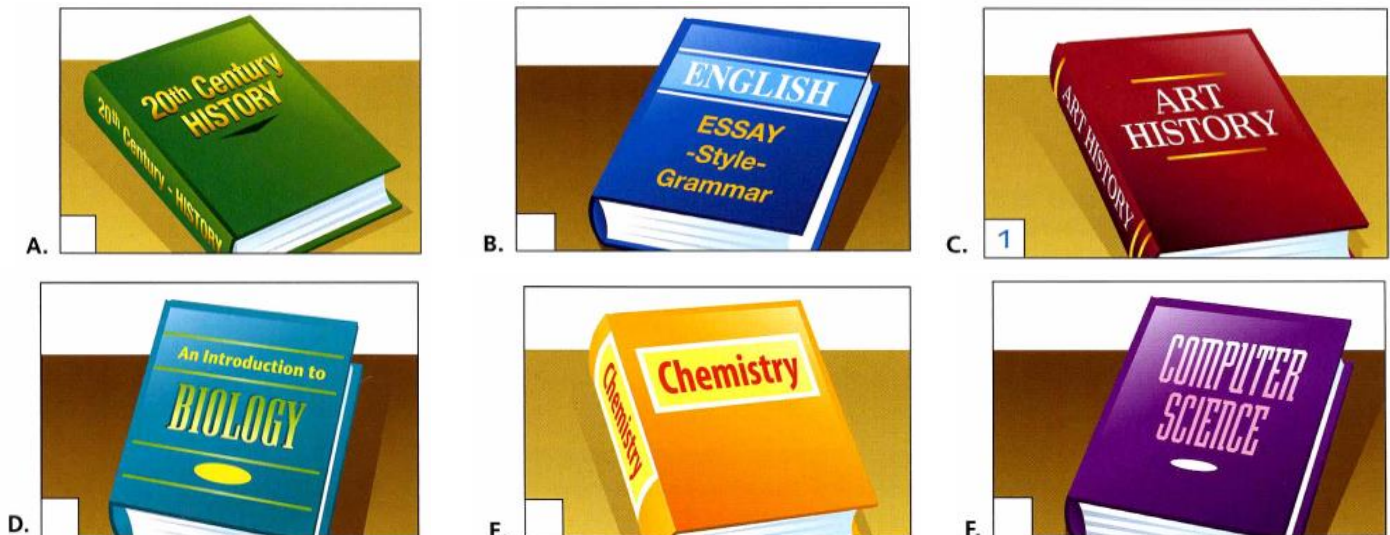 20th Century
HISTORY
20th Century - HISTORY
A.
ENGLISH
ESSAY
-Style-
Grammar
B.
ART
HISTORY
ART HISTORY
C.
1
An Introduction to
BIOLOGY
D.
Chemistry
Chemistry
E.
COMPUTER
SCIENCE
F.